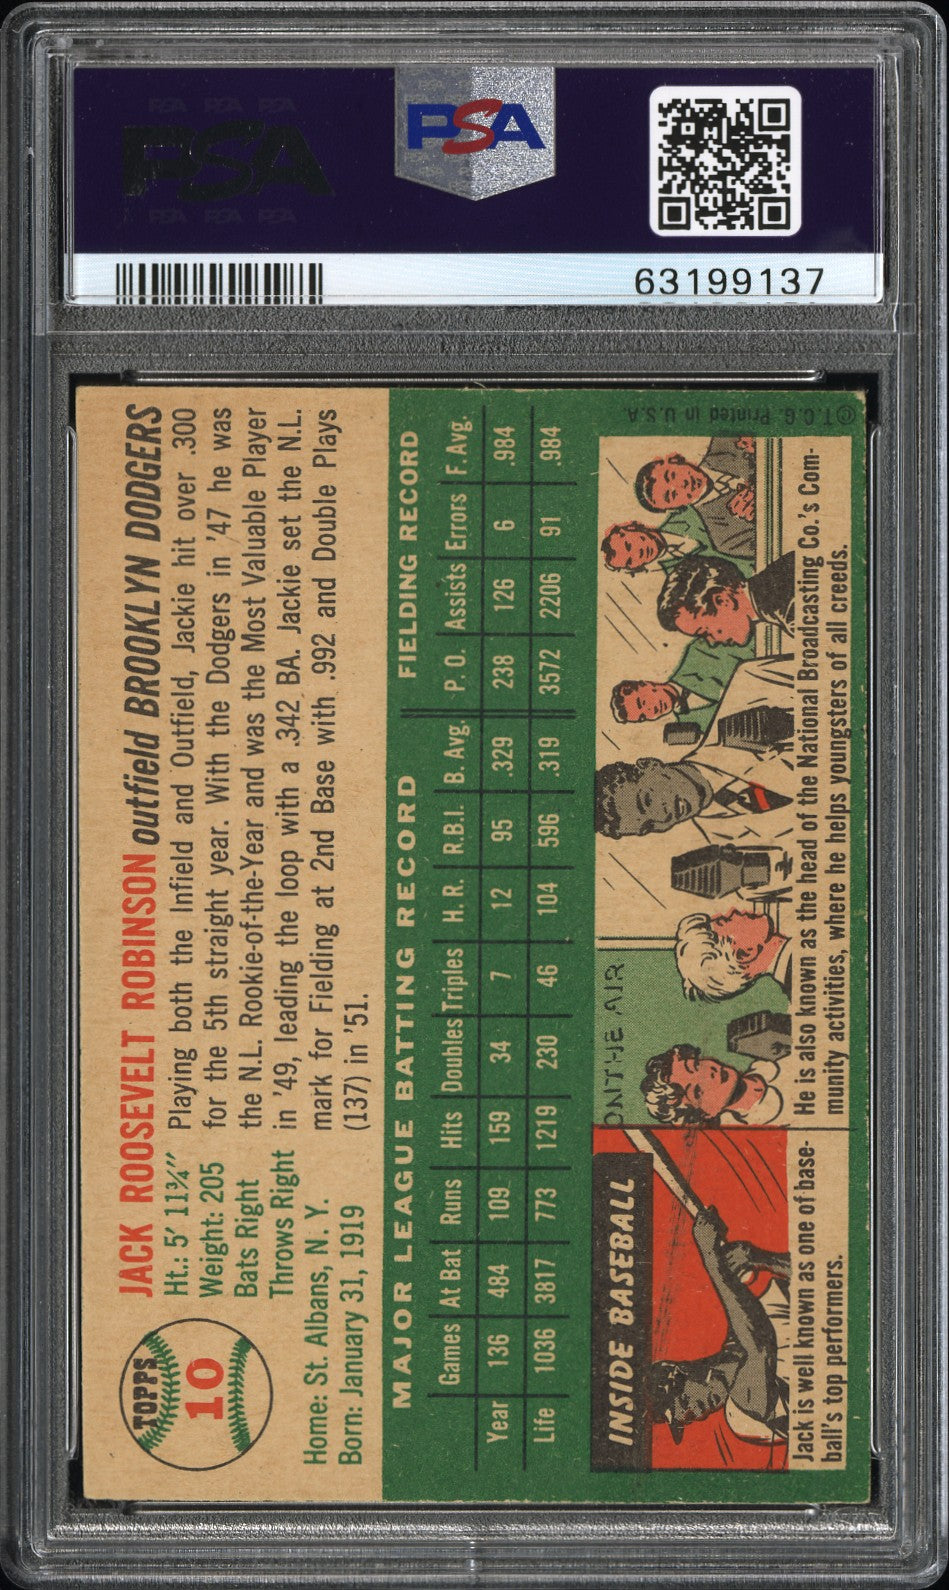 PSA
PSA
63199137
TOPPS
10
JACK ROOSEVELT ROBINSON outfield BROOKLYN DODGERS
Ht.: 5' 11¾"
Weight: 205
Bats Right
Throws Right
Home: St. Albans, N. Y.
Born: January 31, 1919
Playing both the Infield and Outfield, Jackie hit over .300
for the 5th straight year. With the Dodgers in '47 he was
the N.L. Rookie-of-the-Year and was the Most Valuable Player
in '49, leading the loop with a .342 BA. Jackie set the N.L.
mark for Fielding at 2nd Base with .992 and Double Plays
(137) in '51.
MAJOR LEAGUE BATTING RECORD FIELDING RECORD
Games At Bat Runs Hits Doubles Triples H. R. R.B.I. B. Avg. P. O. Assists Errors F. Avg.
Year 136 484 109 159 34 7 12 95 .329 238 126 6 .984
Life 1036 3817 773 1219 230 46 104 596 .319 3572 2206 91 .984
INSIDE BASEBALL
Jack is well known as one of base-
ball's top performers.
ON THE AIR
He is also known as the head of the National Broadcasting Co.'s Com-
munity activities, where he helps youngsters of all creeds.
© T. C. G. Printed in U. S. A.